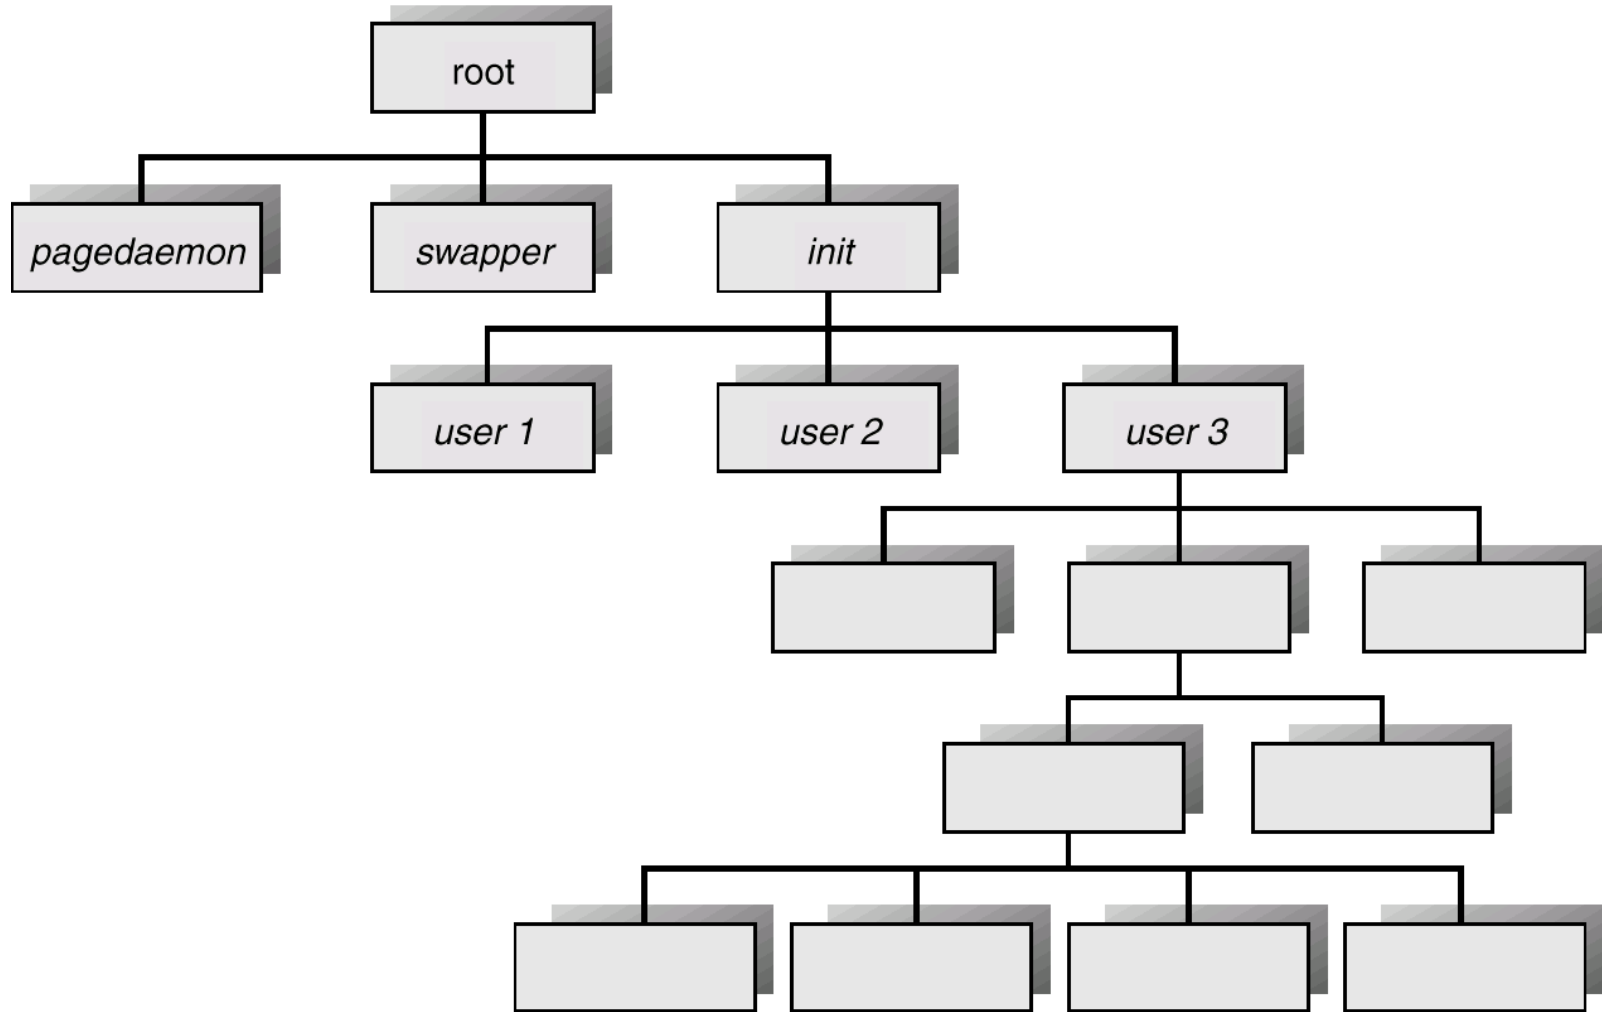 root
pagedaemon
swapper
init
user 1
user 2
user 3